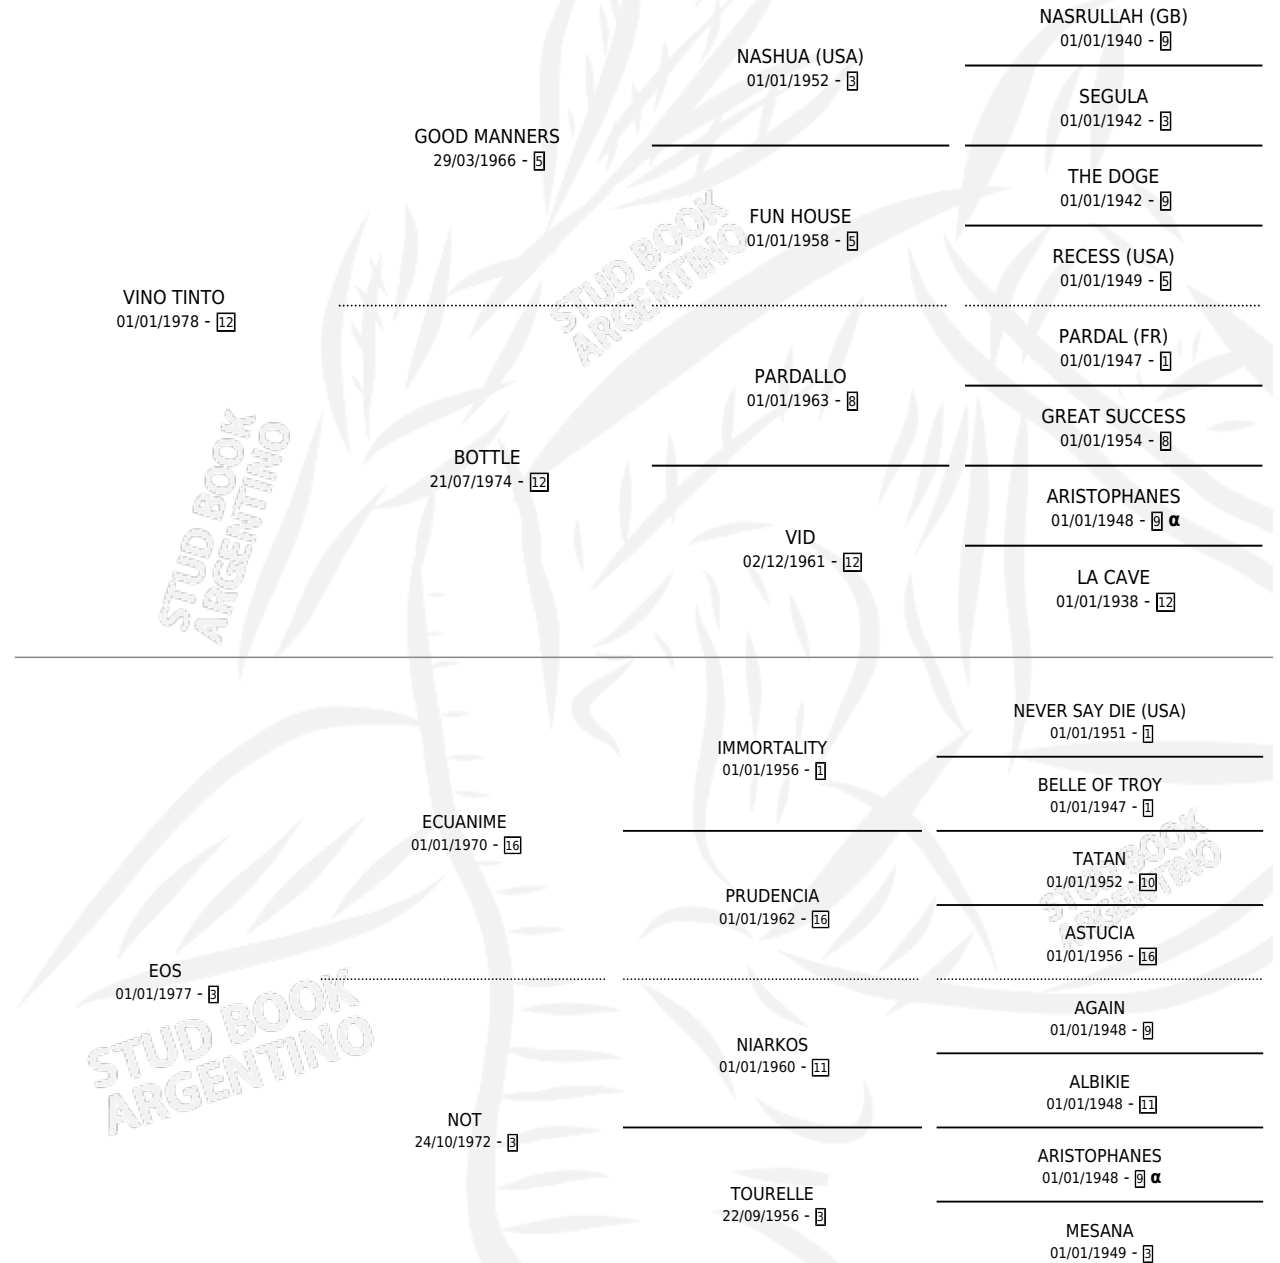 NASRULLAH (GB)
01/01/1940 - 9
NASHUA (USA)
01/01/1952 - 3
SEGULA
01/01/1942 - 3
GOOD MANNERS
29/03/1966 - 5
THE DOGE
01/01/1942 - 9
FUN HOUSE
01/01/1958 - 5
RECESS (USA)
01/01/1949 - 5
VINO TINTO
01/01/1978 - 12
PARDAL (FR)
01/01/1947 - 1
PARDALLO
01/01/1963 - 8
GREAT SUCCESS
01/01/1954 - 8
BOTTLE
21/07/1974 - 12
ARISTOPHANES
01/01/1948 - 9 α
VID
02/12/1961 - 12
LA CAVE
01/01/1938 - 12
NEVER SAY DIE (USA)
01/01/1951 - 1
IMMORTALITY
01/01/1956 - 1
BELLE OF TROY
01/01/1947 - 1
ECUANIME
01/01/1970 - 16
TATAN
01/01/1952 - 10
PRUDENCIA
01/01/1962 - 16
ASTUCIA
01/01/1956 - 16
EOS
01/01/1977 - 3
AGAIN
01/01/1948 - 9
NIARKOS
01/01/1960 - 11
ALBIKIE
01/01/1948 - 11
NOT
24/10/1972 - 3
ARISTOPHANES
01/01/1948 - 9 α
TOURELLE
22/09/1956 - 3
MESANA
01/01/1949 - 3
STUD BOOK
ARGENTINO
STUD BOOK
ARGENTINO
STUD BOOK
ARGENTINO
STUD BOOK
ARGENTINO